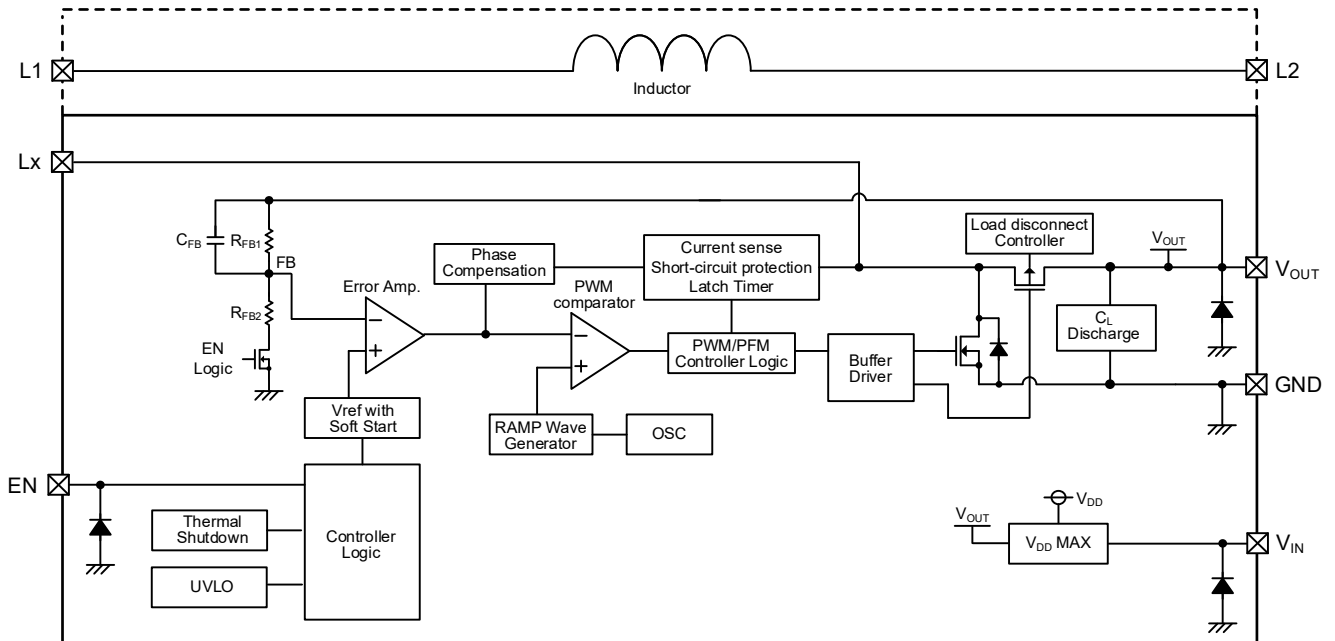 L1
L2
Inductor
Lx
CFB
RFB1
FB
RFB2
EN
Logic
Error Amp.
Phase
Compensation
PWM
comparator
Current sense
Short-circuit protection
Latch Timer
PWM/PFM
Controller Logic
Load disconnect
Controller
VOUT
VOUT
CL
Discharge
Buffer
Driver
GND
Vref with
Soft Start
RAMP Wave
Generator
OSC
EN
Thermal
Shutdown
UVLO
Controller
Logic
VDD
VOUT
VDD MAX
VIN